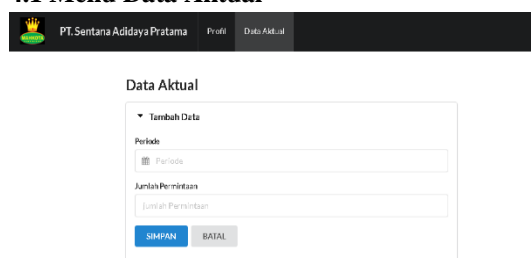 4.1 Menu Data Aktual
PT. Sentana Adidaya Pratama Profil Data Aktual
Data Aktual
Tambah Data
Periode
Periode
Jumlah Permintaan
Jumlah Permintaan
SIMPAN BATAL